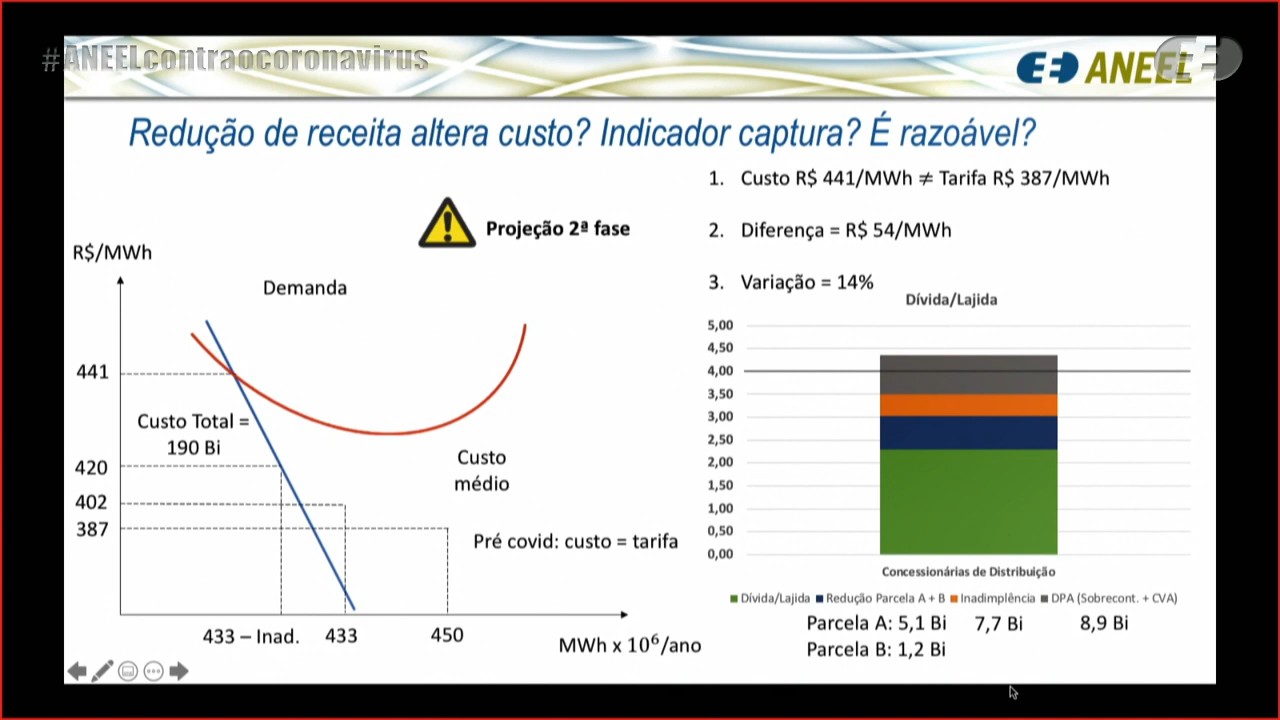 #ANEELcontraocoronavirus
ANEEL
Redução de receita altera custo? Indicador captura? É razoável?
1. Custo R$ 441/MWh ≠ Tarifa R$ 387/MWh
Projeção 2ª fase
2. Diferença = R$ 54/MWh
R$/MWh
3. Variação = 14%
Demanda
441
Custo Total =
190 Bi
420
402
387
Custo
médio
Pré covid: custo = tarifa
433 – Inad.
433
450
MWh x 10⁶/ano
Dívida/Lajida
5,00
4,50
4,00
3,50
3,00
2,50
2,00
1,50
1,00
0,50
0,00
Concessionárias de Distribuição
Dívida/Lajida Redução Parcela A + B Inadimplência DPA (Sobrecont. + CVA)
Parcela A: 5,1 Bi 7,7 Bi 8,9 Bi
Parcela B: 1,2 Bi